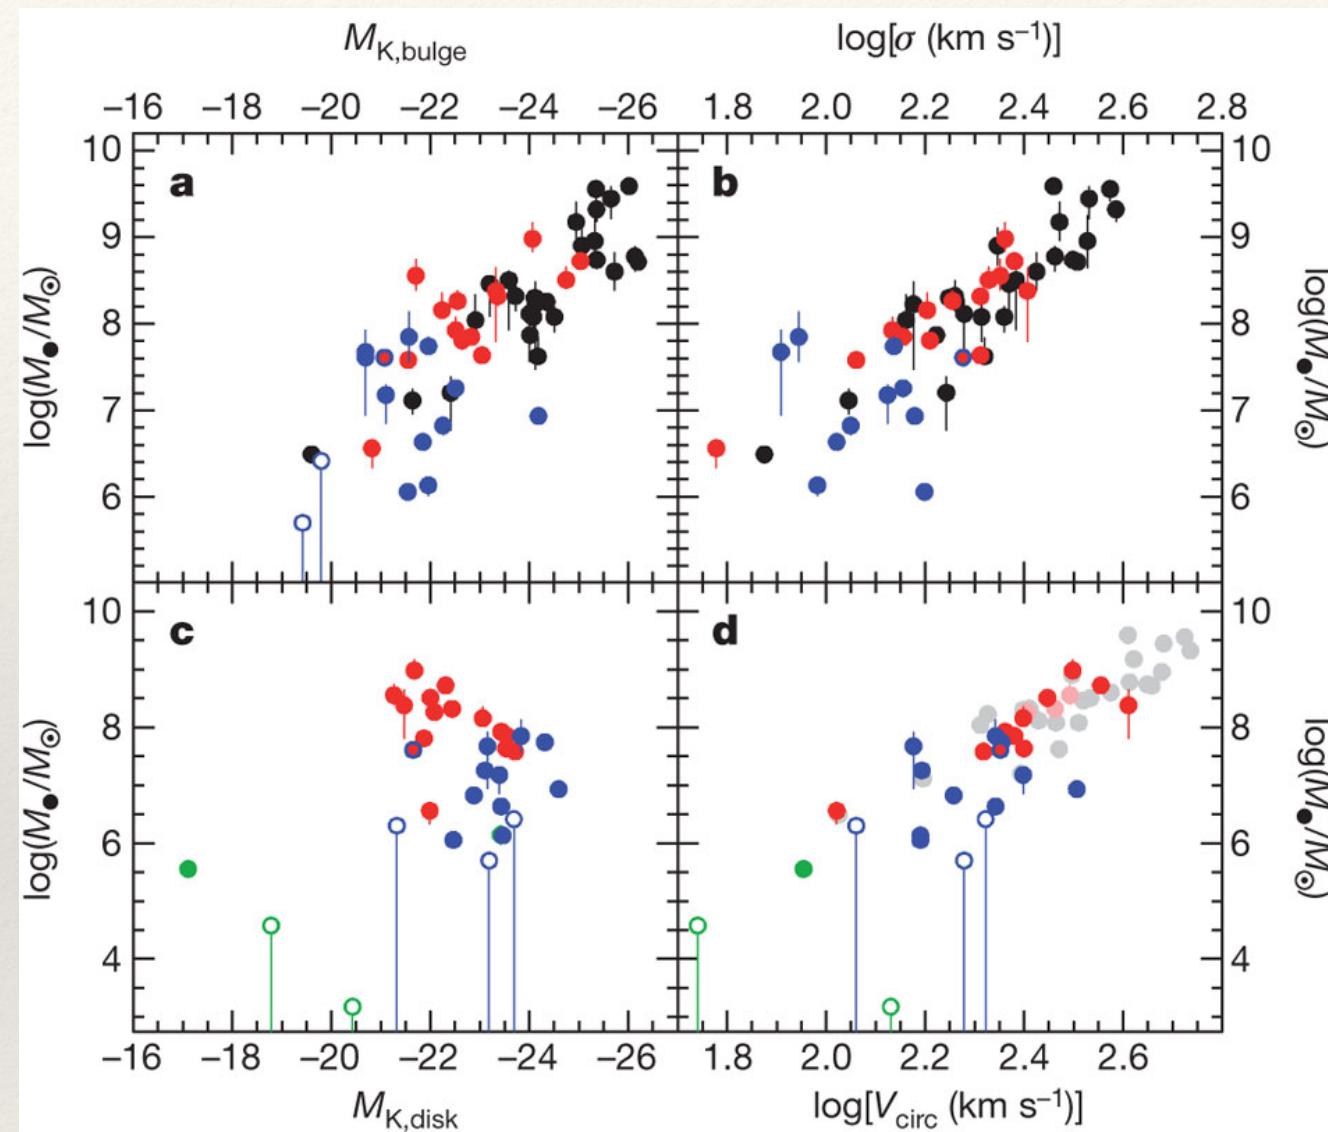 M_K,bulge log[σ (km s⁻¹)]
−16 −18 −20 −22 −24 −26 1.8 2.0 2.2 2.4 2.6 2.8
10 a b 10
9 9
8 8
7 7
6 6
log(M●/M⊙) log(M●/M⊙)
10 c d 10
8 8
6 6
4 4
log(M●/M⊙) log(M●/M⊙)
−16 −18 −20 −22 −24 −26 1.8 2.0 2.2 2.4 2.6
M_K,disk log[V_circ (km s⁻¹)]